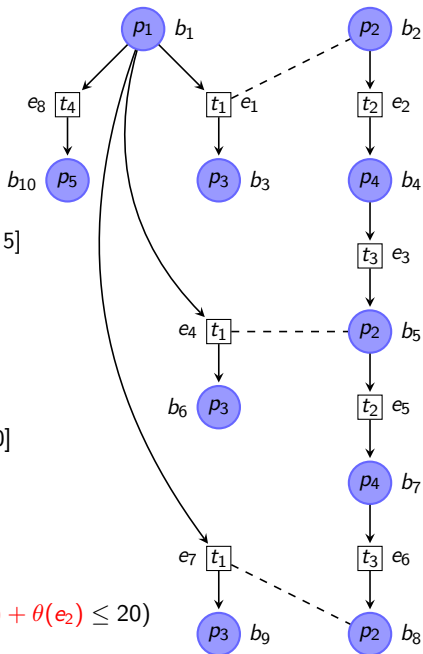 p₁ b₁ p₂ b₂
e₈ t₄ t₁ e₁ t₂ e₂
b₁₀ p₅ p₃ b₃ p₄ b₄
5]
t₃ e₃
e₄ t₁ p₂ b₅
b₆ p₃ t₂ e₅
0]
p₄ b₇
e₇ t₁ t₃ e₆
+ θ(e₂) ≤ 20)
p₃ b₉ p₂ b₈